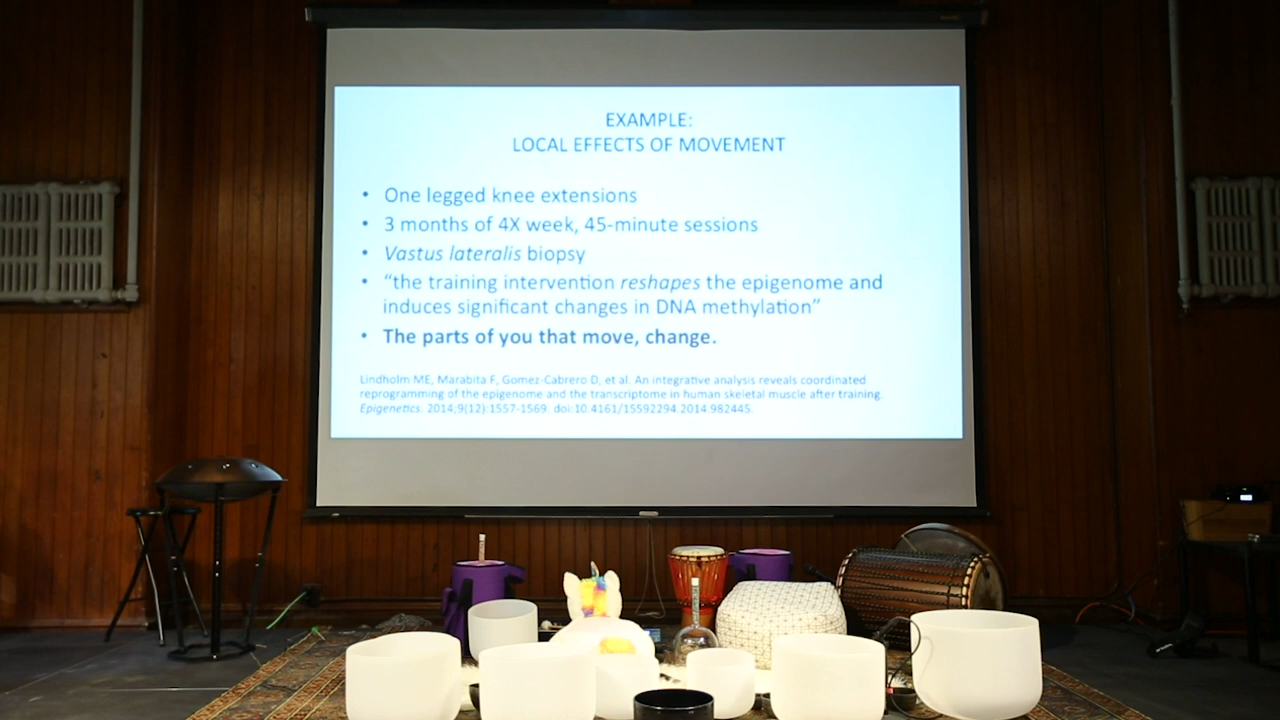 EXAMPLE:
LOCAL EFFECTS OF MOVEMENT
• One legged knee extensions
• 3 months of 4X week, 45-minute sessions
• Vastus lateralis biopsy
• “the training intervention reshapes the epigenome and
induces significant changes in DNA methylation”
• The parts of you that move, change.
Lindholm ME, Marabita F, Gomez-Cabrero D, et al. An integrative analysis reveals coordinated
reprogramming of the epigenome and the transcriptome in human skeletal muscle after training.
Epigenetics. 2014;9(12):1557-1569. doi:10.4161/15592294.2014.982445.